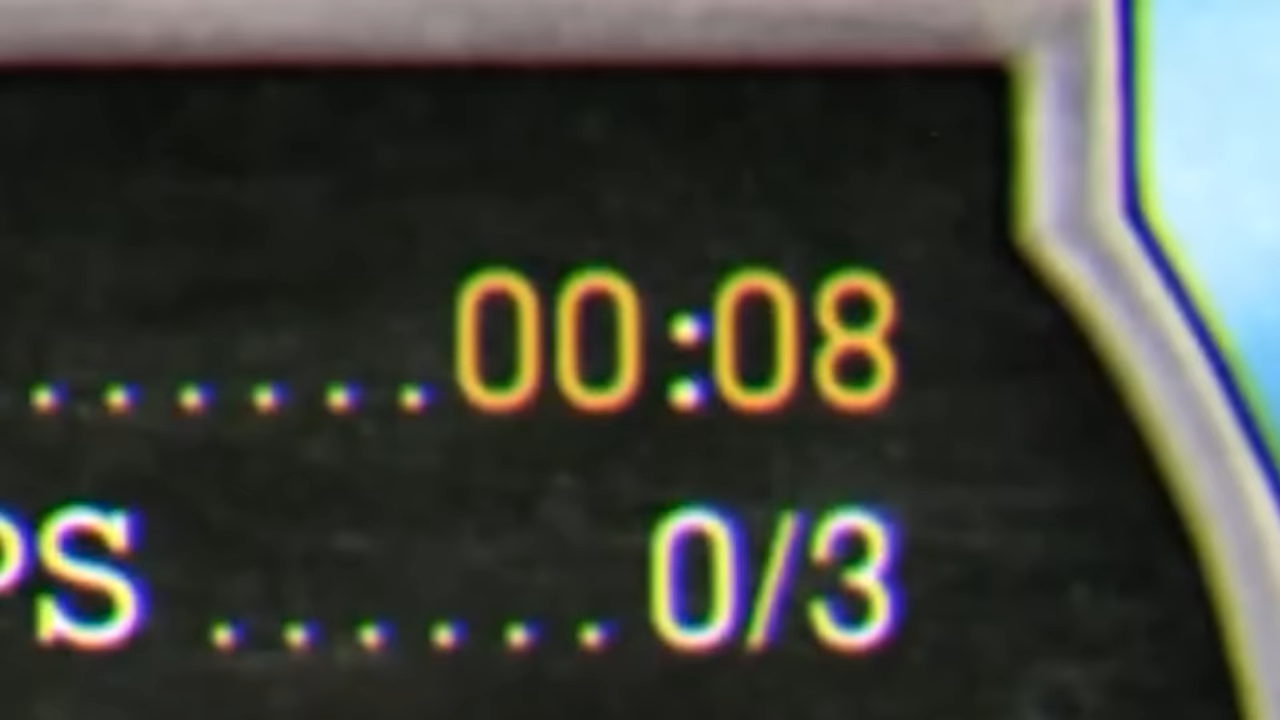 . . . . . . 00:08
PS . . . . . . 0/3